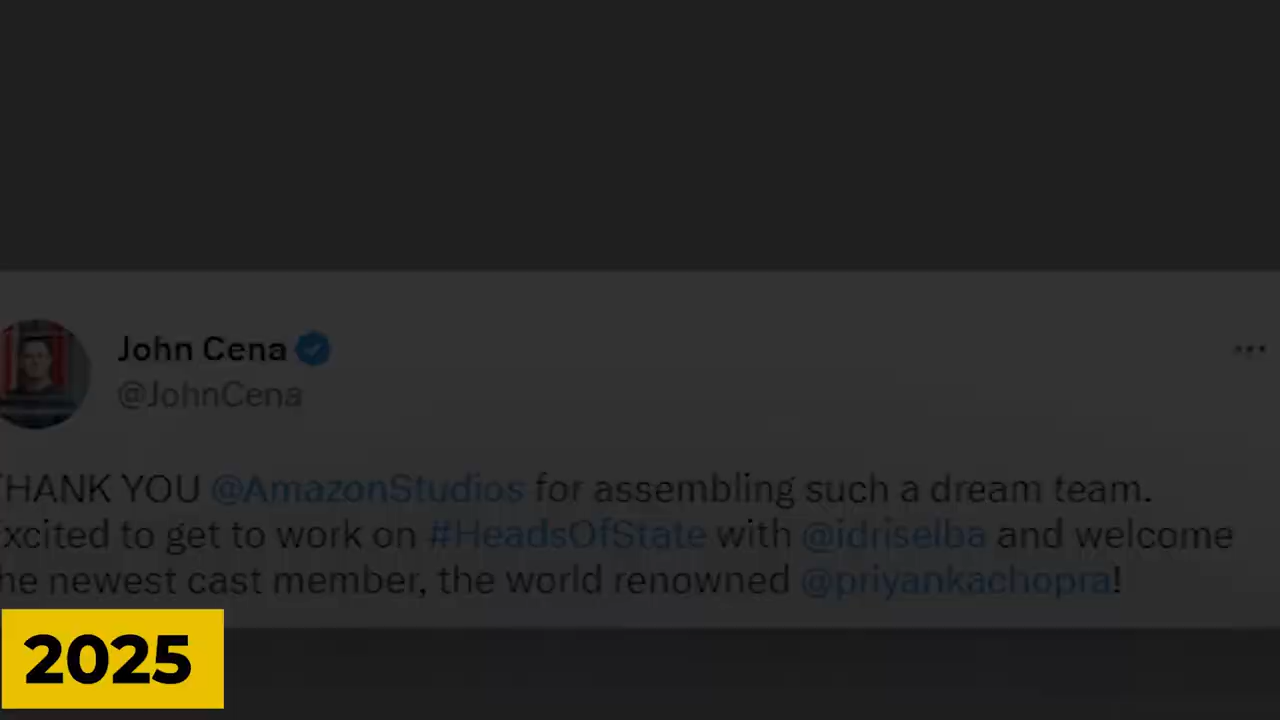 John Cena
@JohnCena
HANK YOU @AmazonStudios for assembling such a dream team.
xcited to get to work on #HeadsOfState with @idriselba and welcome
he newest cast member, the world renowned @priyankachopra!
2025